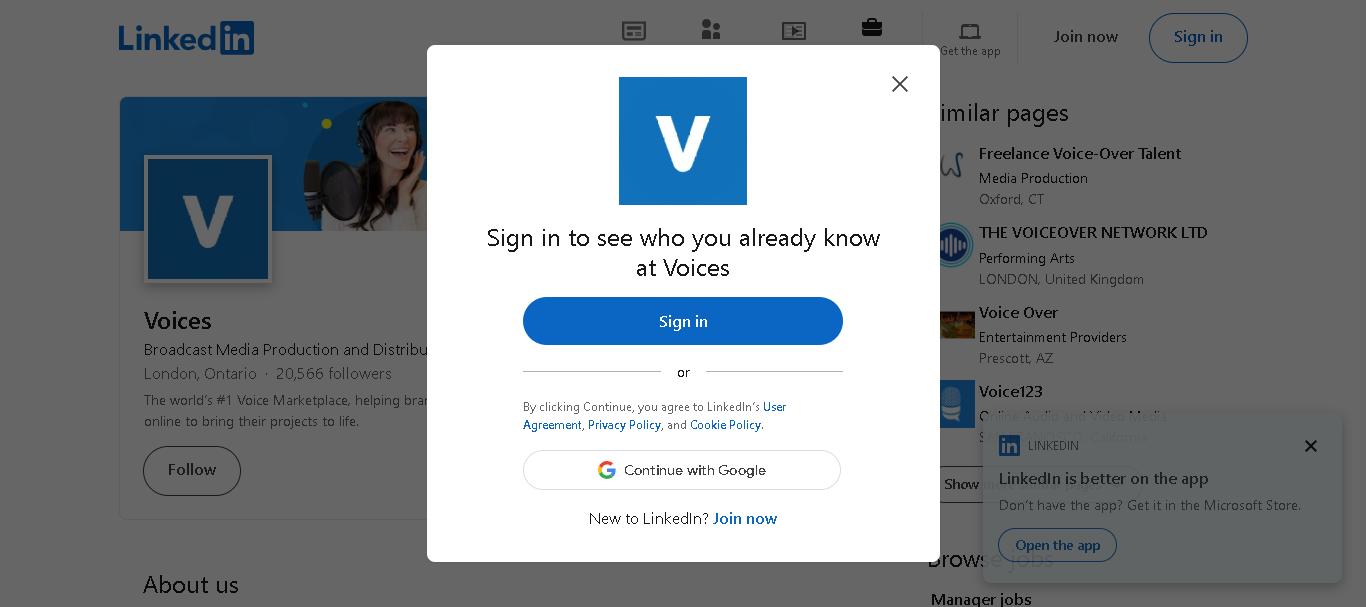 LinkedIn
Get the app
Join now
Sign in
V
Sign in to see who you already know
at Voices
Sign in
or
By clicking Continue, you agree to LinkedIn's User
Agreement, Privacy Policy, and Cookie Policy.
Continue with Google
New to LinkedIn? Join now
V
Voices
Broadcast Media Production and Distribu
London, Ontario · 20,566 followers
The world's #1 Voice Marketplace, helping bran
online to bring their projects to life.
Follow
About us
imilar pages
Freelance Voice-Over Talent
Media Production
Oxford, CT
THE VOICEOVER NETWORK LTD
Performing Arts
LONDON, United Kingdom
Voice Over
Entertainment Providers
Prescott, AZ
Voice123
Online Audio and Video Media
California
Show
in LINKEDIN
LinkedIn is better on the app
Don't have the app? Get it in the Microsoft Store.
Open the app
Browse jobs
Manager jobs